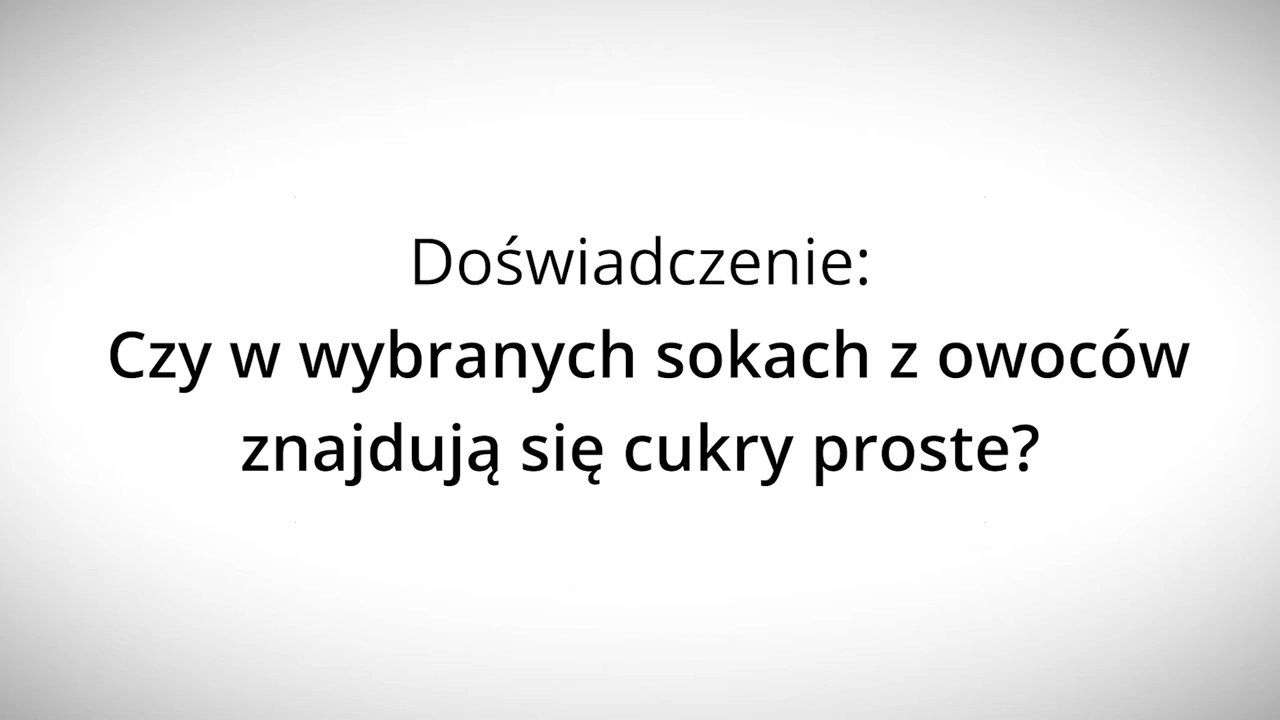 Doświadczenie:
Czy w wybranych sokach z owoców
znajdują się cukry proste?